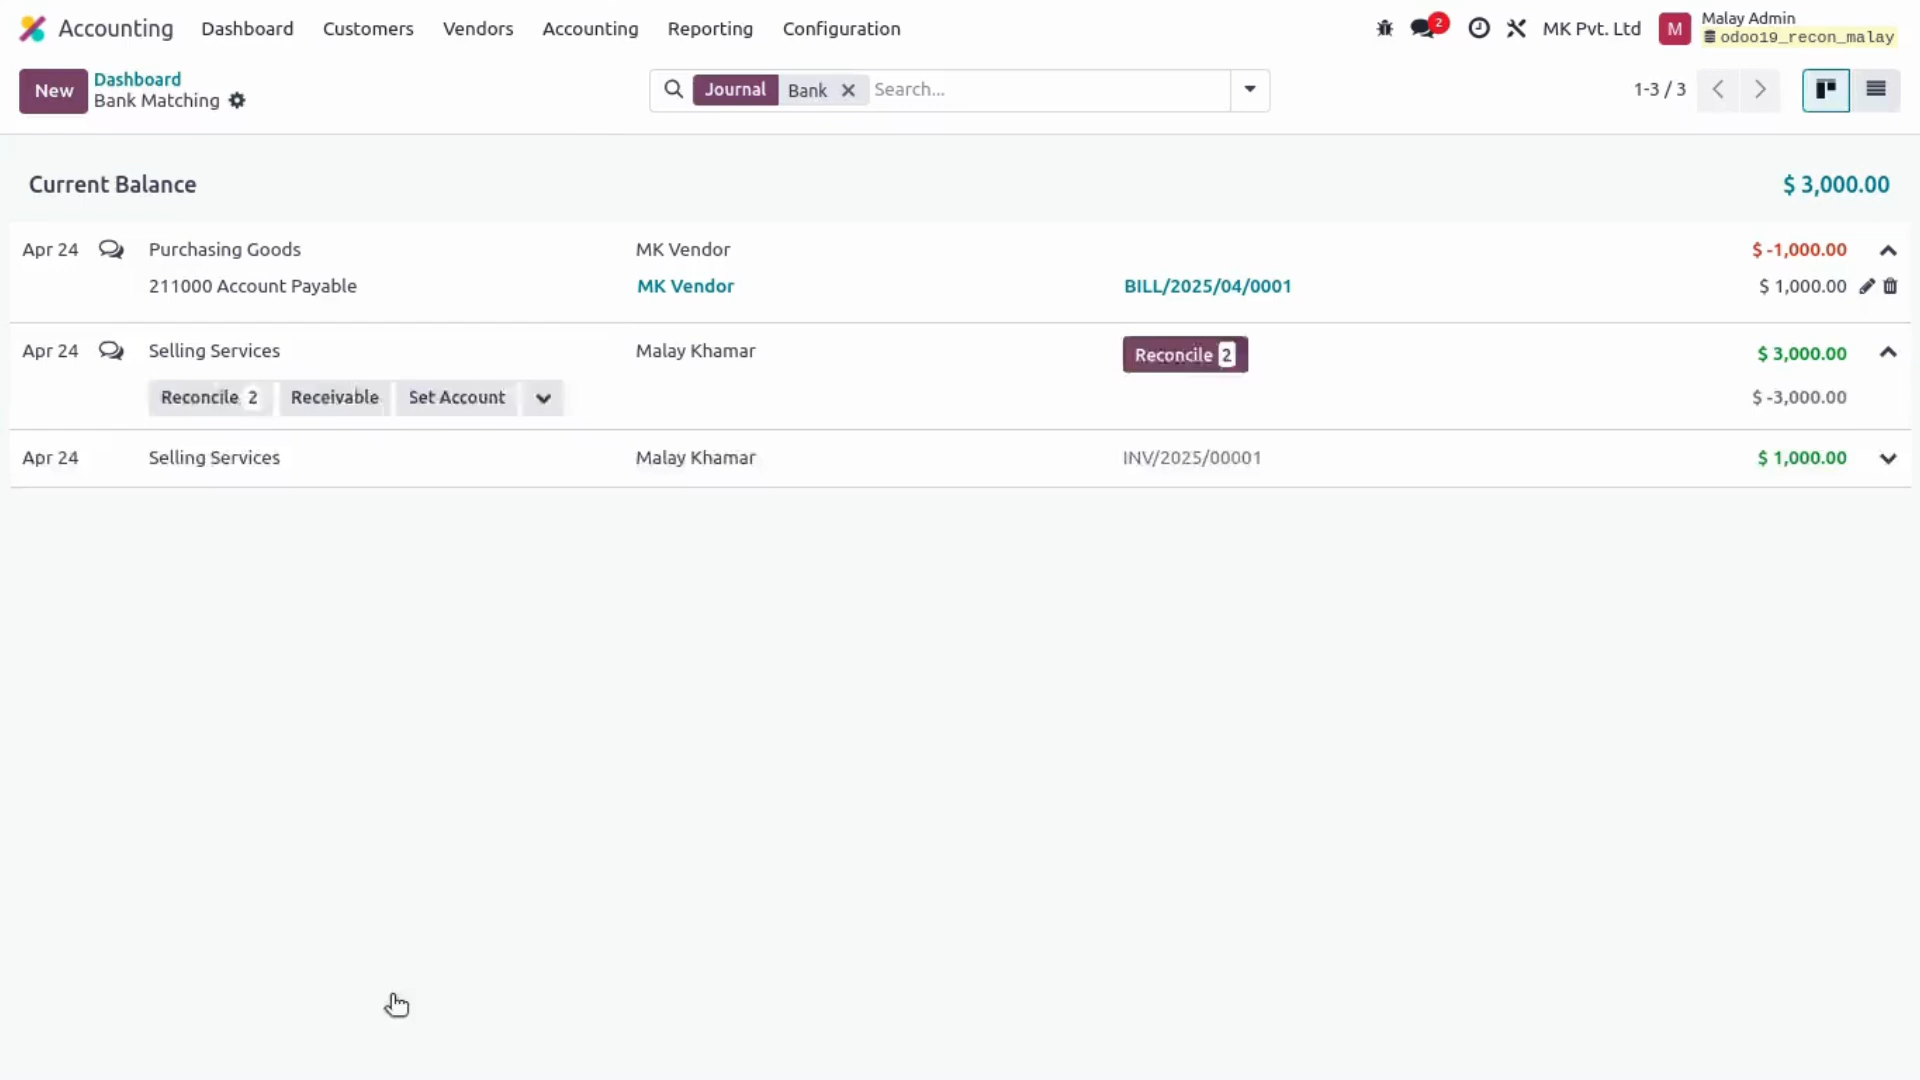 Accounting Dashboard Customers Vendors Accounting Reporting Configuration 2 MK Pvt. Ltd M Malay Admin
odoo19_recon_malay
New Dashboard
Bank Matching
Journal Bank Search... 1-3 / 3
Current Balance $ 3,000.00
Apr 24 Purchasing Goods MK Vendor $ -1,000.00
211000 Account Payable MK Vendor BILL/2025/04/0001 $ 1,000.00
Apr 24 Selling Services Malay Khamar Reconcile 2 $ 3,000.00
Reconcile 2 Receivable Set Account $ -3,000.00
Apr 24 Selling Services Malay Khamar INV/2025/00001 $ 1,000.00